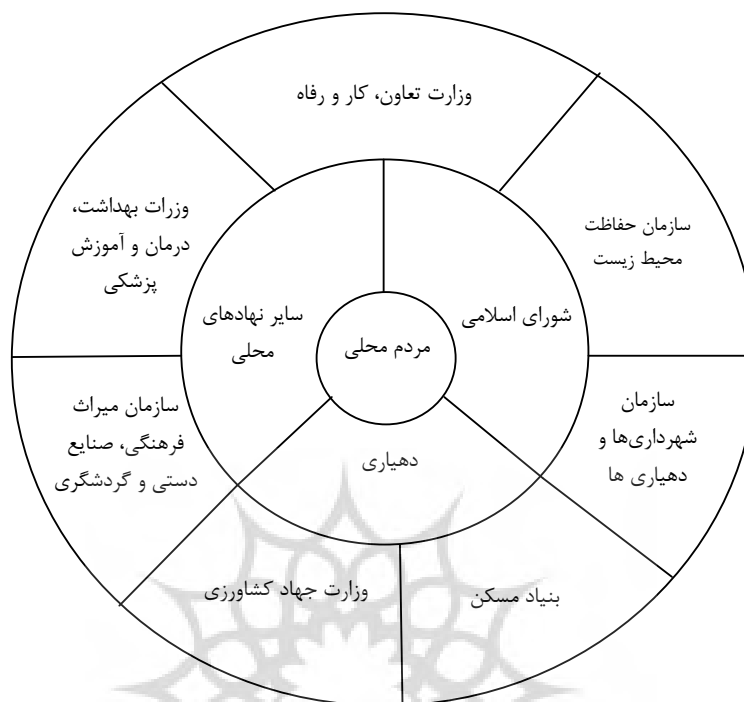 وزارت تعاون، کار و رفاه
سازمان حفاظت
محیط زیست
سازمان
شهرداری‌ها و
دهیاری ها
بنیاد مسکن
وزارت جهاد کشاورزی
سازمان میراث
فرهنگی، صنایع
دستی و گردشگری
وزرات بهداشت،
درمان و آموزش
پزشکی
شورای اسلامی
دهیاری
سایر نهادهای
محلی
مردم محلی